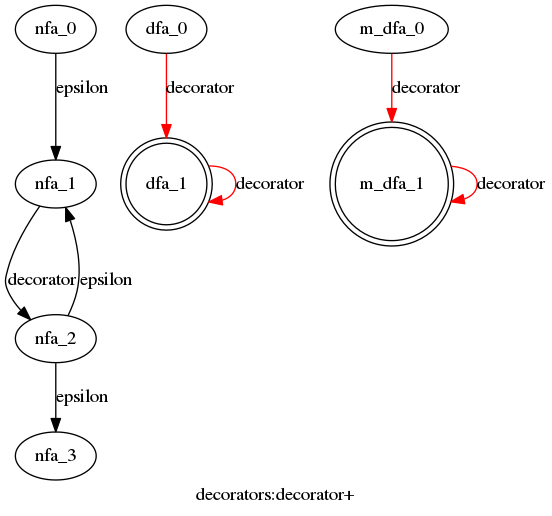 nfa_0
dfa_0
m_dfa_0
epsilon
decorator
decorator
nfa_1
dfa_1
decorator
m_dfa_1
decorator
decorator
epsilon
nfa_2
epsilon
nfa_3
decorators:decorator+